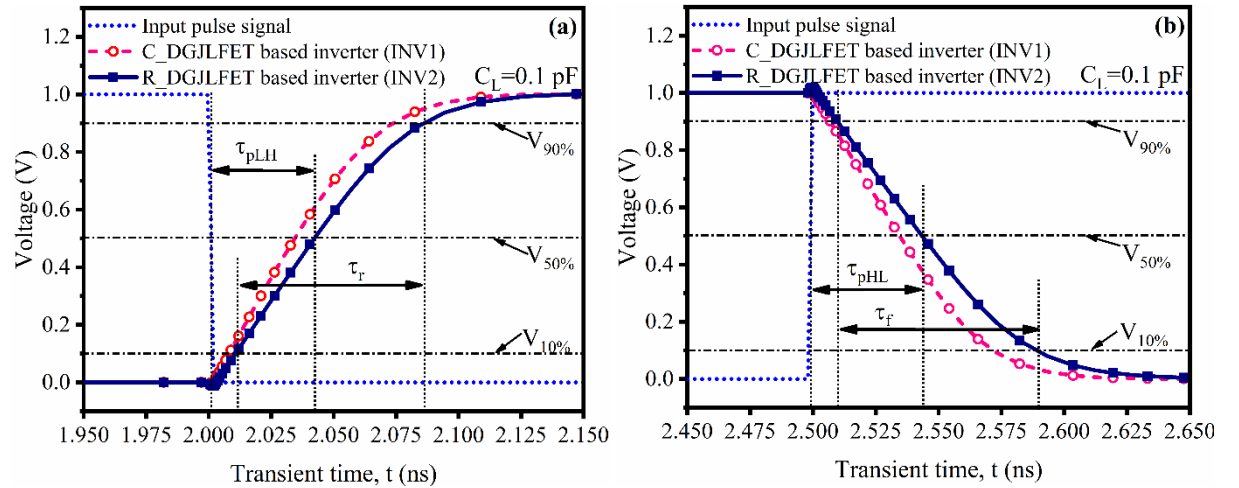 (a)
Input pulse signal
C_DGJLFET based inverter (INV1)
R_DGJLFET based inverter (INV2)
C_L=0.1 pF
1.2
1.0
0.8
0.6
0.4
0.2
0.0
Voltage (V)
V_90%
τ_pLH
V_50%
τ_r
V_10%
1.950 1.975 2.000 2.025 2.050 2.075 2.100 2.125 2.150
Transient time, t (ns)
(b)
Input pulse signal
C_DGJLFET based inverter (INV1)
R_DGJLFET based inverter (INV2)
C_L=0.1 pF
1.2
1.0
0.8
0.6
0.4
0.2
0.0
Voltage (V)
V_90%
V_50%
τ_pHL
τ_f
V_10%
2.450 2.475 2.500 2.525 2.550 2.575 2.600 2.625 2.650
Transient time, t (ns)